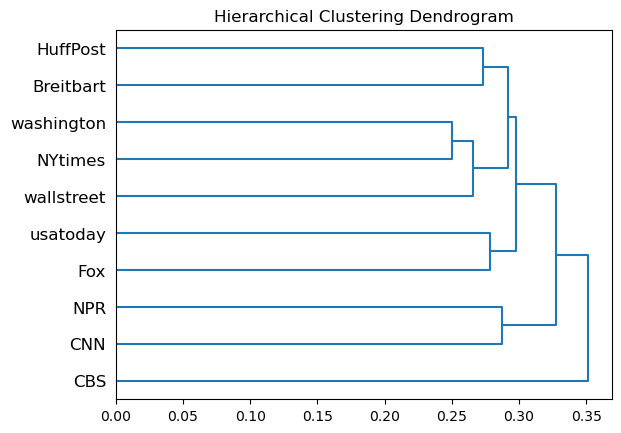 Hierarchical Clustering Dendrogram
HuffPost
Breitbart
washington
NYtimes
wallstreet
usatoday
Fox
NPR
CNN
CBS
0.00 0.05 0.10 0.15 0.20 0.25 0.30 0.35